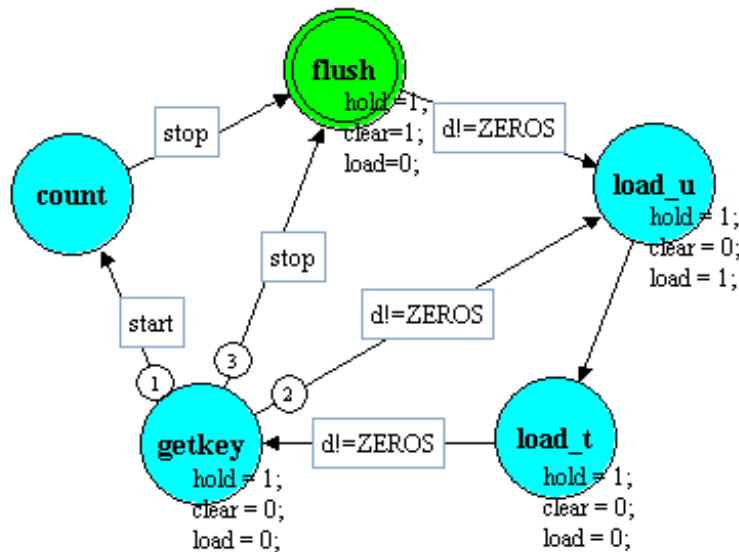 flush
hold =1;
clear=1;
load=0;
stop
d!=ZEROS
count
load_u
hold = 1;
clear = 0;
load = 1;
stop
d!=ZEROS
start
1
3
2
getkey
hold = 1;
clear = 0;
load = 0;
d!=ZEROS
load_t
hold = 1;
clear = 0;
load = 0;